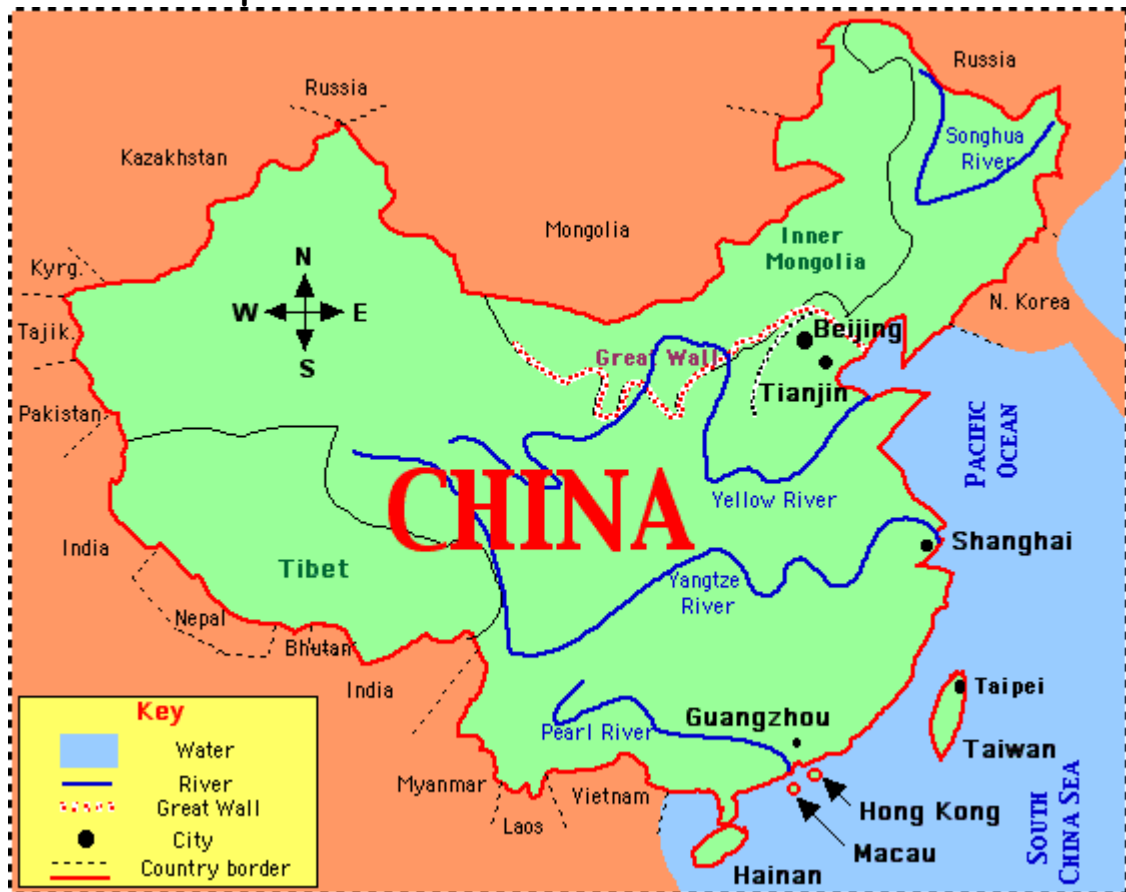 Russia
Russia
Kazakhstan
Songhua
River
Mongolia
Inner
Mongolia
Kyrg.
N
W E
S
N. Korea
Tajik.
Beijing
Great Wall
Tianjin
Pakistan
PACIFIC
OCEAN
CHINA
Yellow River
India
Shanghai
Tibet
Yangtze
River
Nepal
Bhutan
India
Taipei
Key
Guangzhou
Pearl River
Water
Taiwan
River
Myanmar
Vietnam
Great Wall
Hong Kong
Laos
City
Macau
SOUTH
CHINA SEA
Country border
Hainan